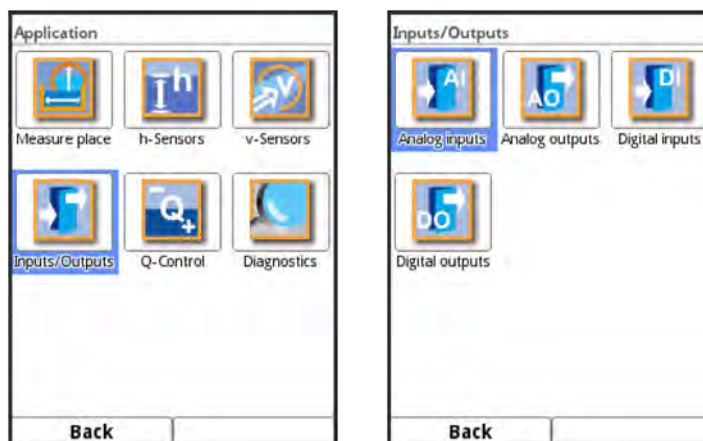 Application
h
v
Measure place h-Sensors v-Sensors
Q
Inputs/Outputs Q-Control Diagnostics
Back
Inputs/Outputs
AI
AO
DI
Analog inputs Analog outputs Digital inputs
DO
Digital outputs
Back